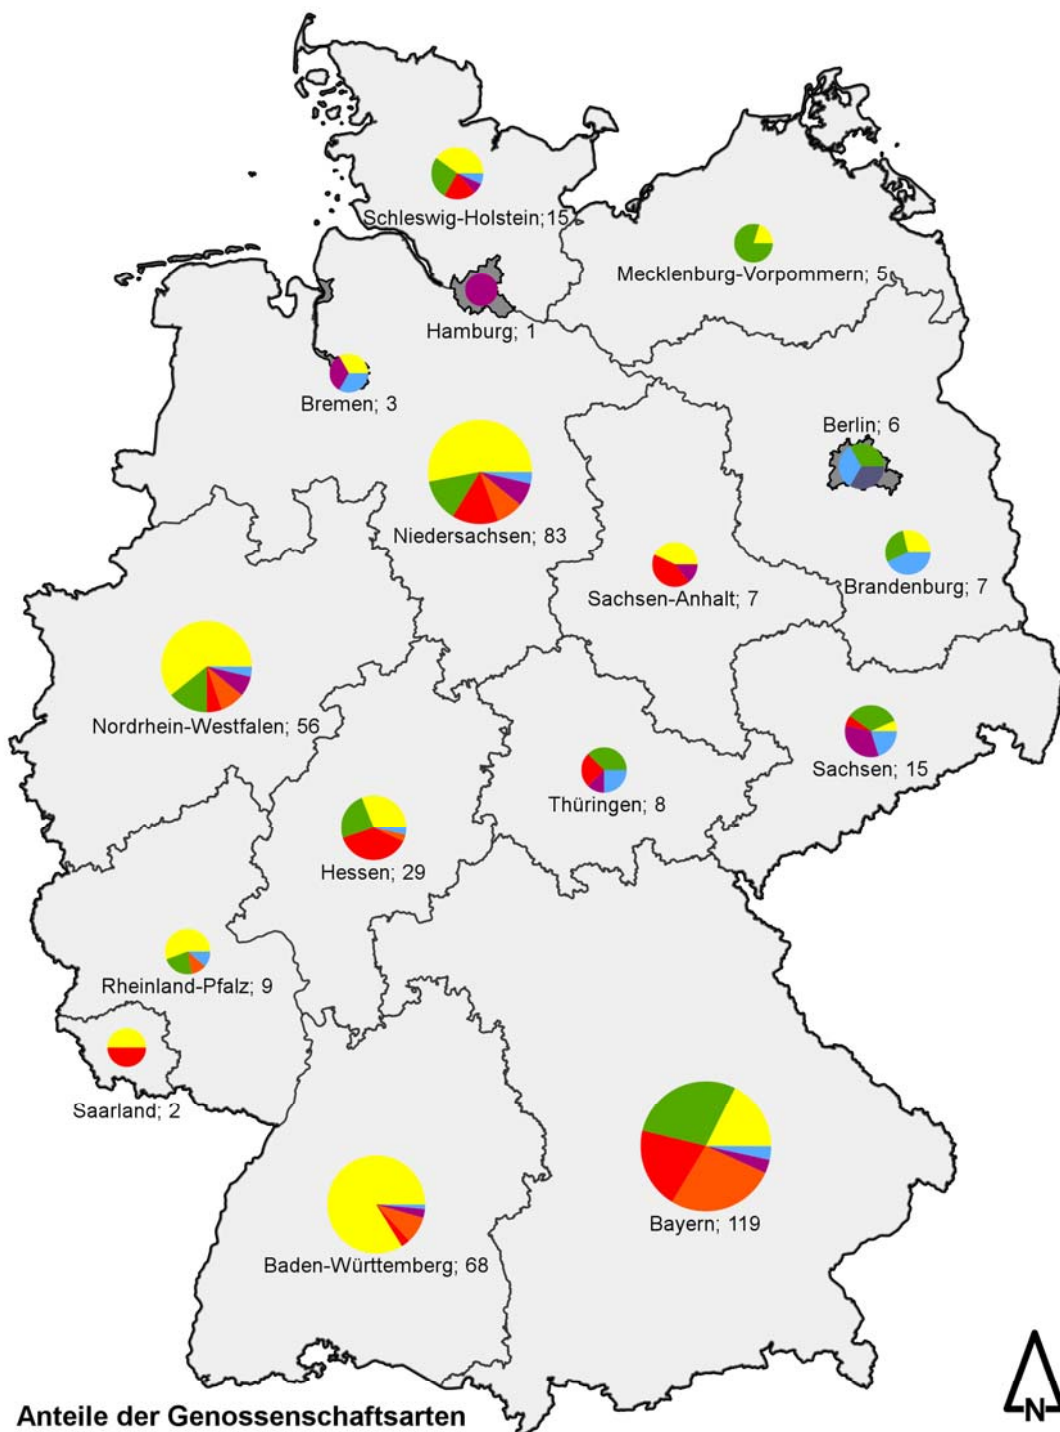 Schleswig-Holstein;15
Mecklenburg-Vorpommern; 5
Hamburg; 1
Bremen; 3
Berlin; 6
Niedersachsen; 83
Brandenburg; 7
Sachsen-Anhalt; 7
Nordrhein-Westfalen; 56
Sachsen; 15
Thüringen; 8
Hessen; 29
Rheinland-Pfalz; 9
Saarland; 2
Bayern; 119
Baden-Württemberg; 68
Anteile der Genossenschaftsarten
N